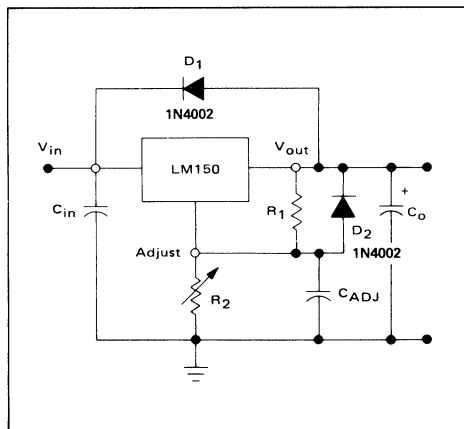 D1
1N4002
Vin
Vout
LM150
Cin
R1
+
Co
D2
1N4002
Adjust
R2
CADJ